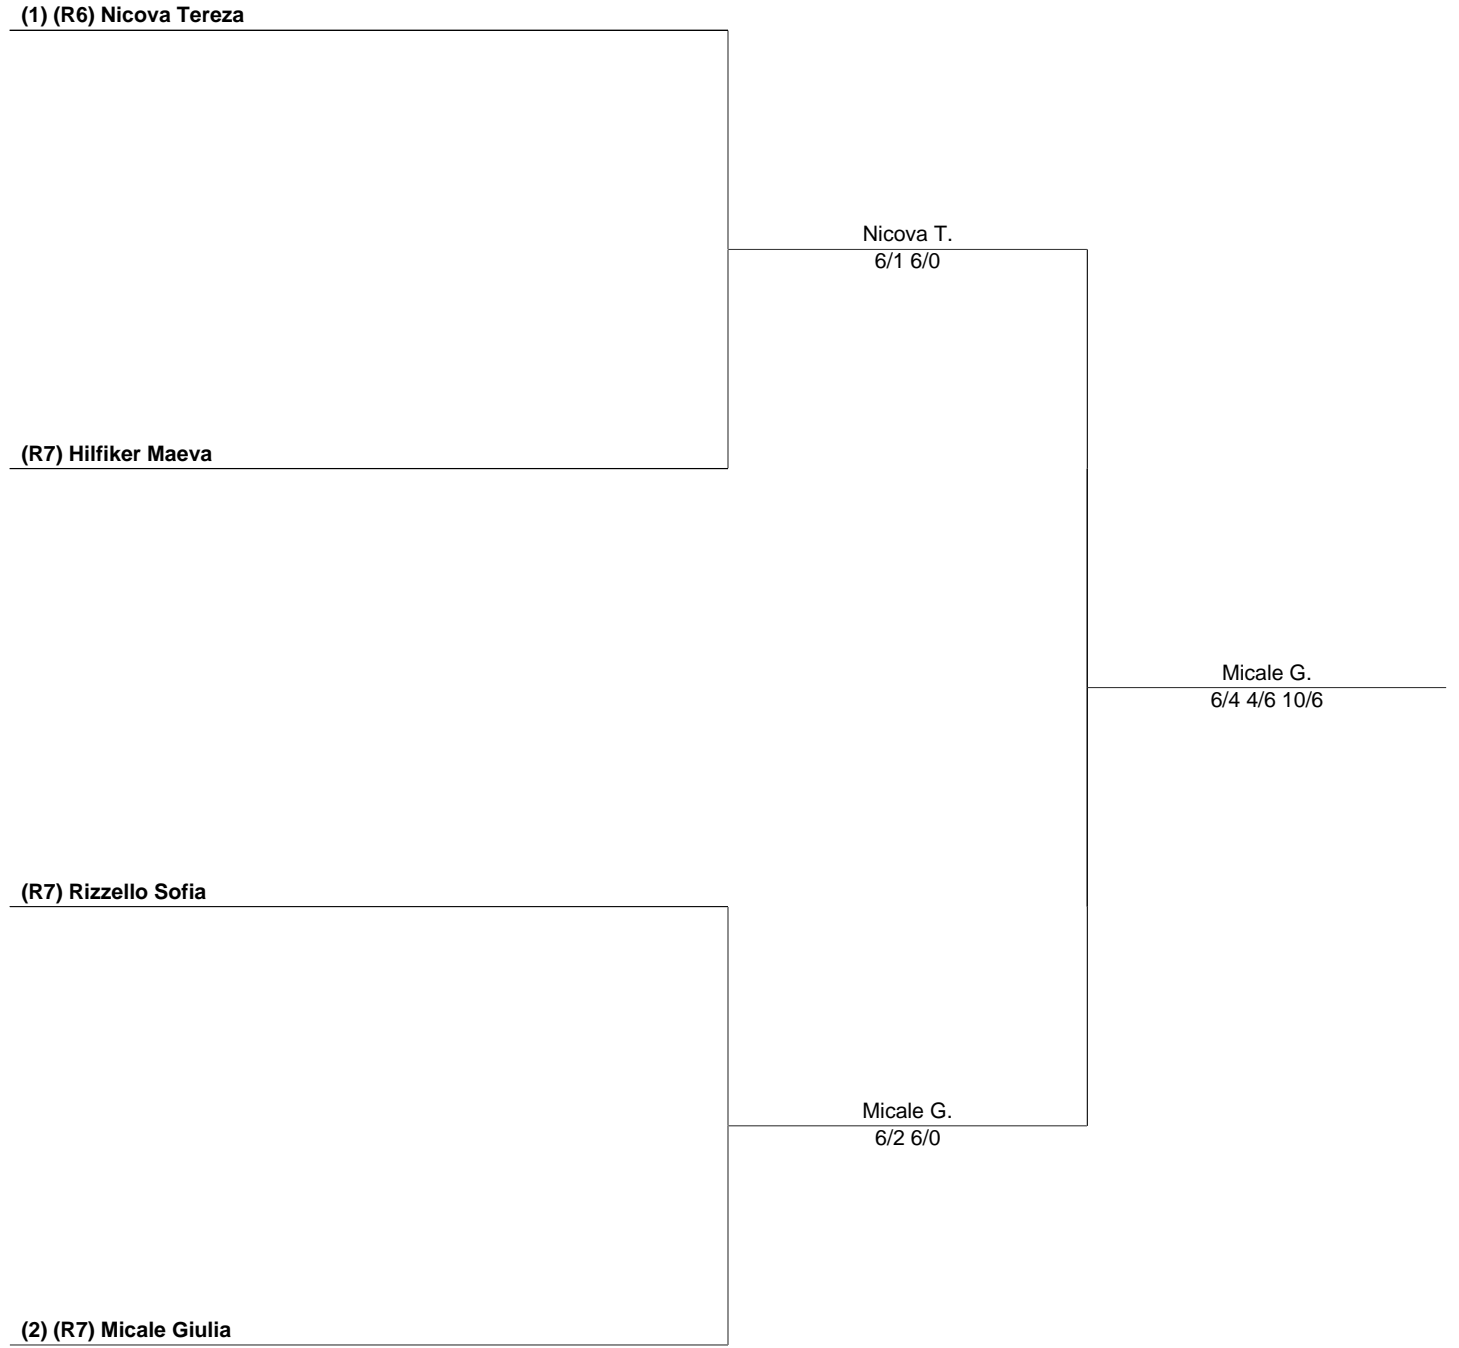 (1) (R6) Nicova Tereza
Nicova T.
6/1 6/0
(R7) Hilfiker Maeva
Micale G.
6/4 4/6 10/6
(R7) Rizzello Sofia
Micale G.
6/2 6/0
(2) (R7) Micale Giulia